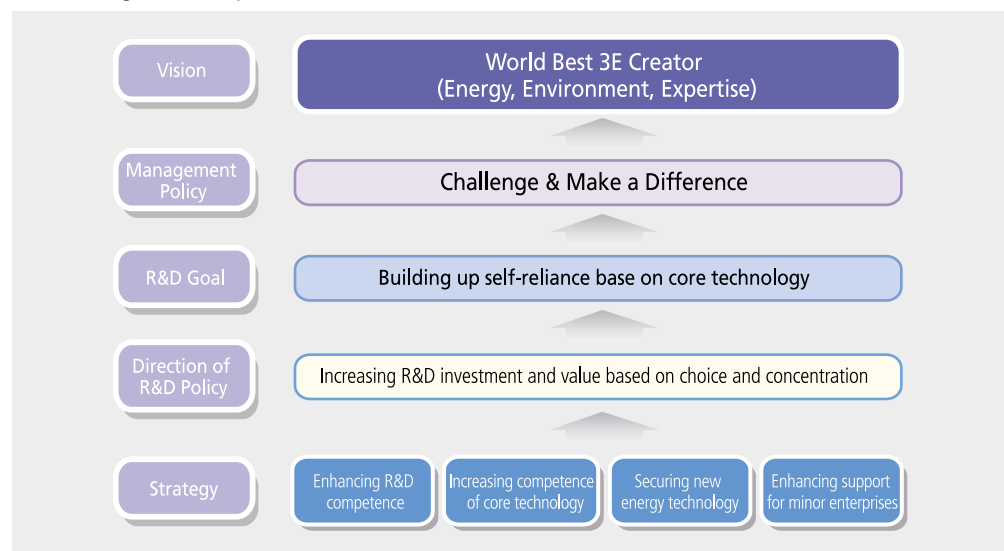 Vision
World Best 3E Creator
(Energy, Environment, Expertise)
Management
Policy
Challenge & Make a Difference
R&D Goal
Building up self-reliance base on core technology
Direction of
R&D Policy
Increasing R&D investment and value based on choice and concentration
Strategy
Enhancing R&D
competence
Increasing competence
of core technology
Securing new
energy technology
Enhancing support
for minor enterprises